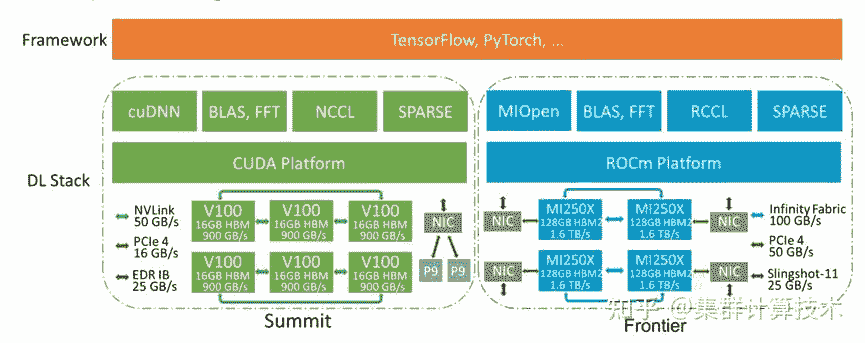 Framework
TensorFlow, PyTorch, ...
DL Stack
cuDNN
BLAS, FFT
NCCL
SPARSE
CUDA Platform
NVLink
50 GB/s
PCIe 4
16 GB/s
EDR IB
25 GB/s
V100
16GB HBM
900 GB/s
V100
16GB HBM
900 GB/s
V100
16GB HBM
900 GB/s
V100
16GB HBM
900 GB/s
V100
16GB HBM
900 GB/s
V100
16GB HBM
900 GB/s
NIC
P9
P9
Summit
MIOpen
BLAS, FFT
RCCL
SPARSE
ROCm Platform
NIC
MI250X
128GB HBM2
1.6 TB/s
MI250X
128GB HBM2
1.6 TB/s
NIC
NIC
MI250X
128GB HBM2
1.6 TB/s
MI250X
128GB HBM2
1.6 TB/s
NIC
Infinity Fabric
100 GB/s
PCIe 4
50 GB/s
Slingshot-11
25 GB/s
Frontier
知乎 @集群计算技术